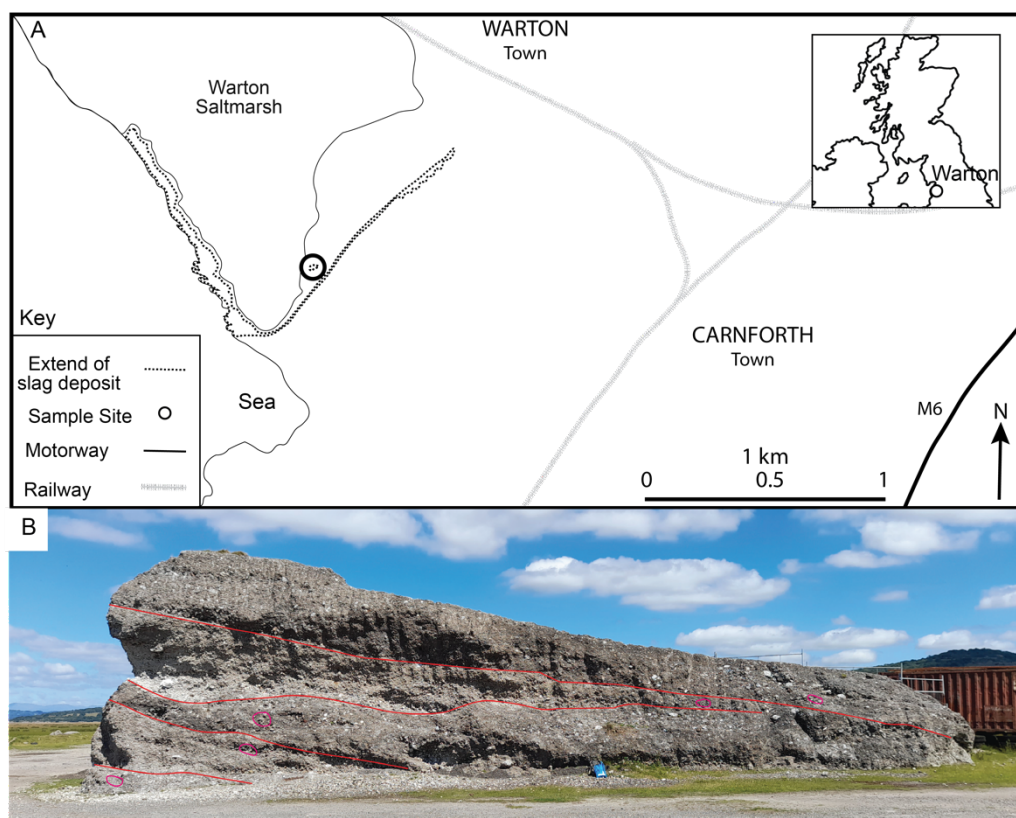 A
WARTON
Town
Warton
Saltmarsh
Warton
Key
Extend of
slag deposit
Sample Site
Motorway
Railway
Sea
CARNFORTH
Town
M6
N
1 km
0
0.5
1
B